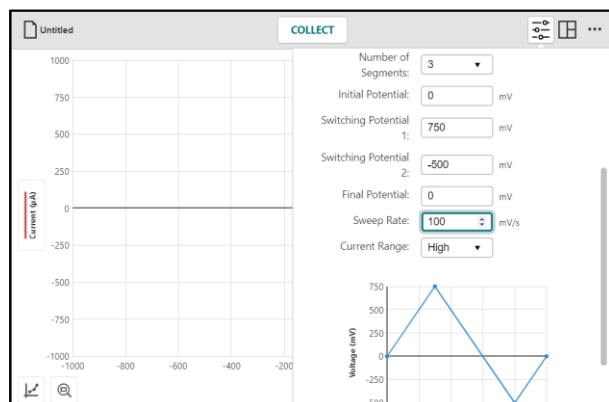 Untitled
COLLECT
Number of
Segments:
3
Initial Potential:
0
mV
Switching Potential
1:
750
mV
Switching Potential
2:
-500
mV
Final Potential:
0
mV
Sweep Rate:
100
mV/s
Current Range:
High
Current (µA)
1000
750
500
250
0
-250
-500
-750
-1000
-1000
-800
-600
-400
-200
Voltage (mV)
750
500
250
0
-250
-500